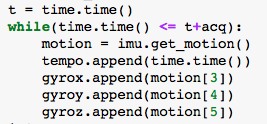 t = time.time()
while(time.time() <= t+acq):
    motion = imu.get_motion()
    tempo.append(time.time())
    gyrox.append(motion[3])
    gyroy.append(motion[4])
    gyroz.append(motion[5])